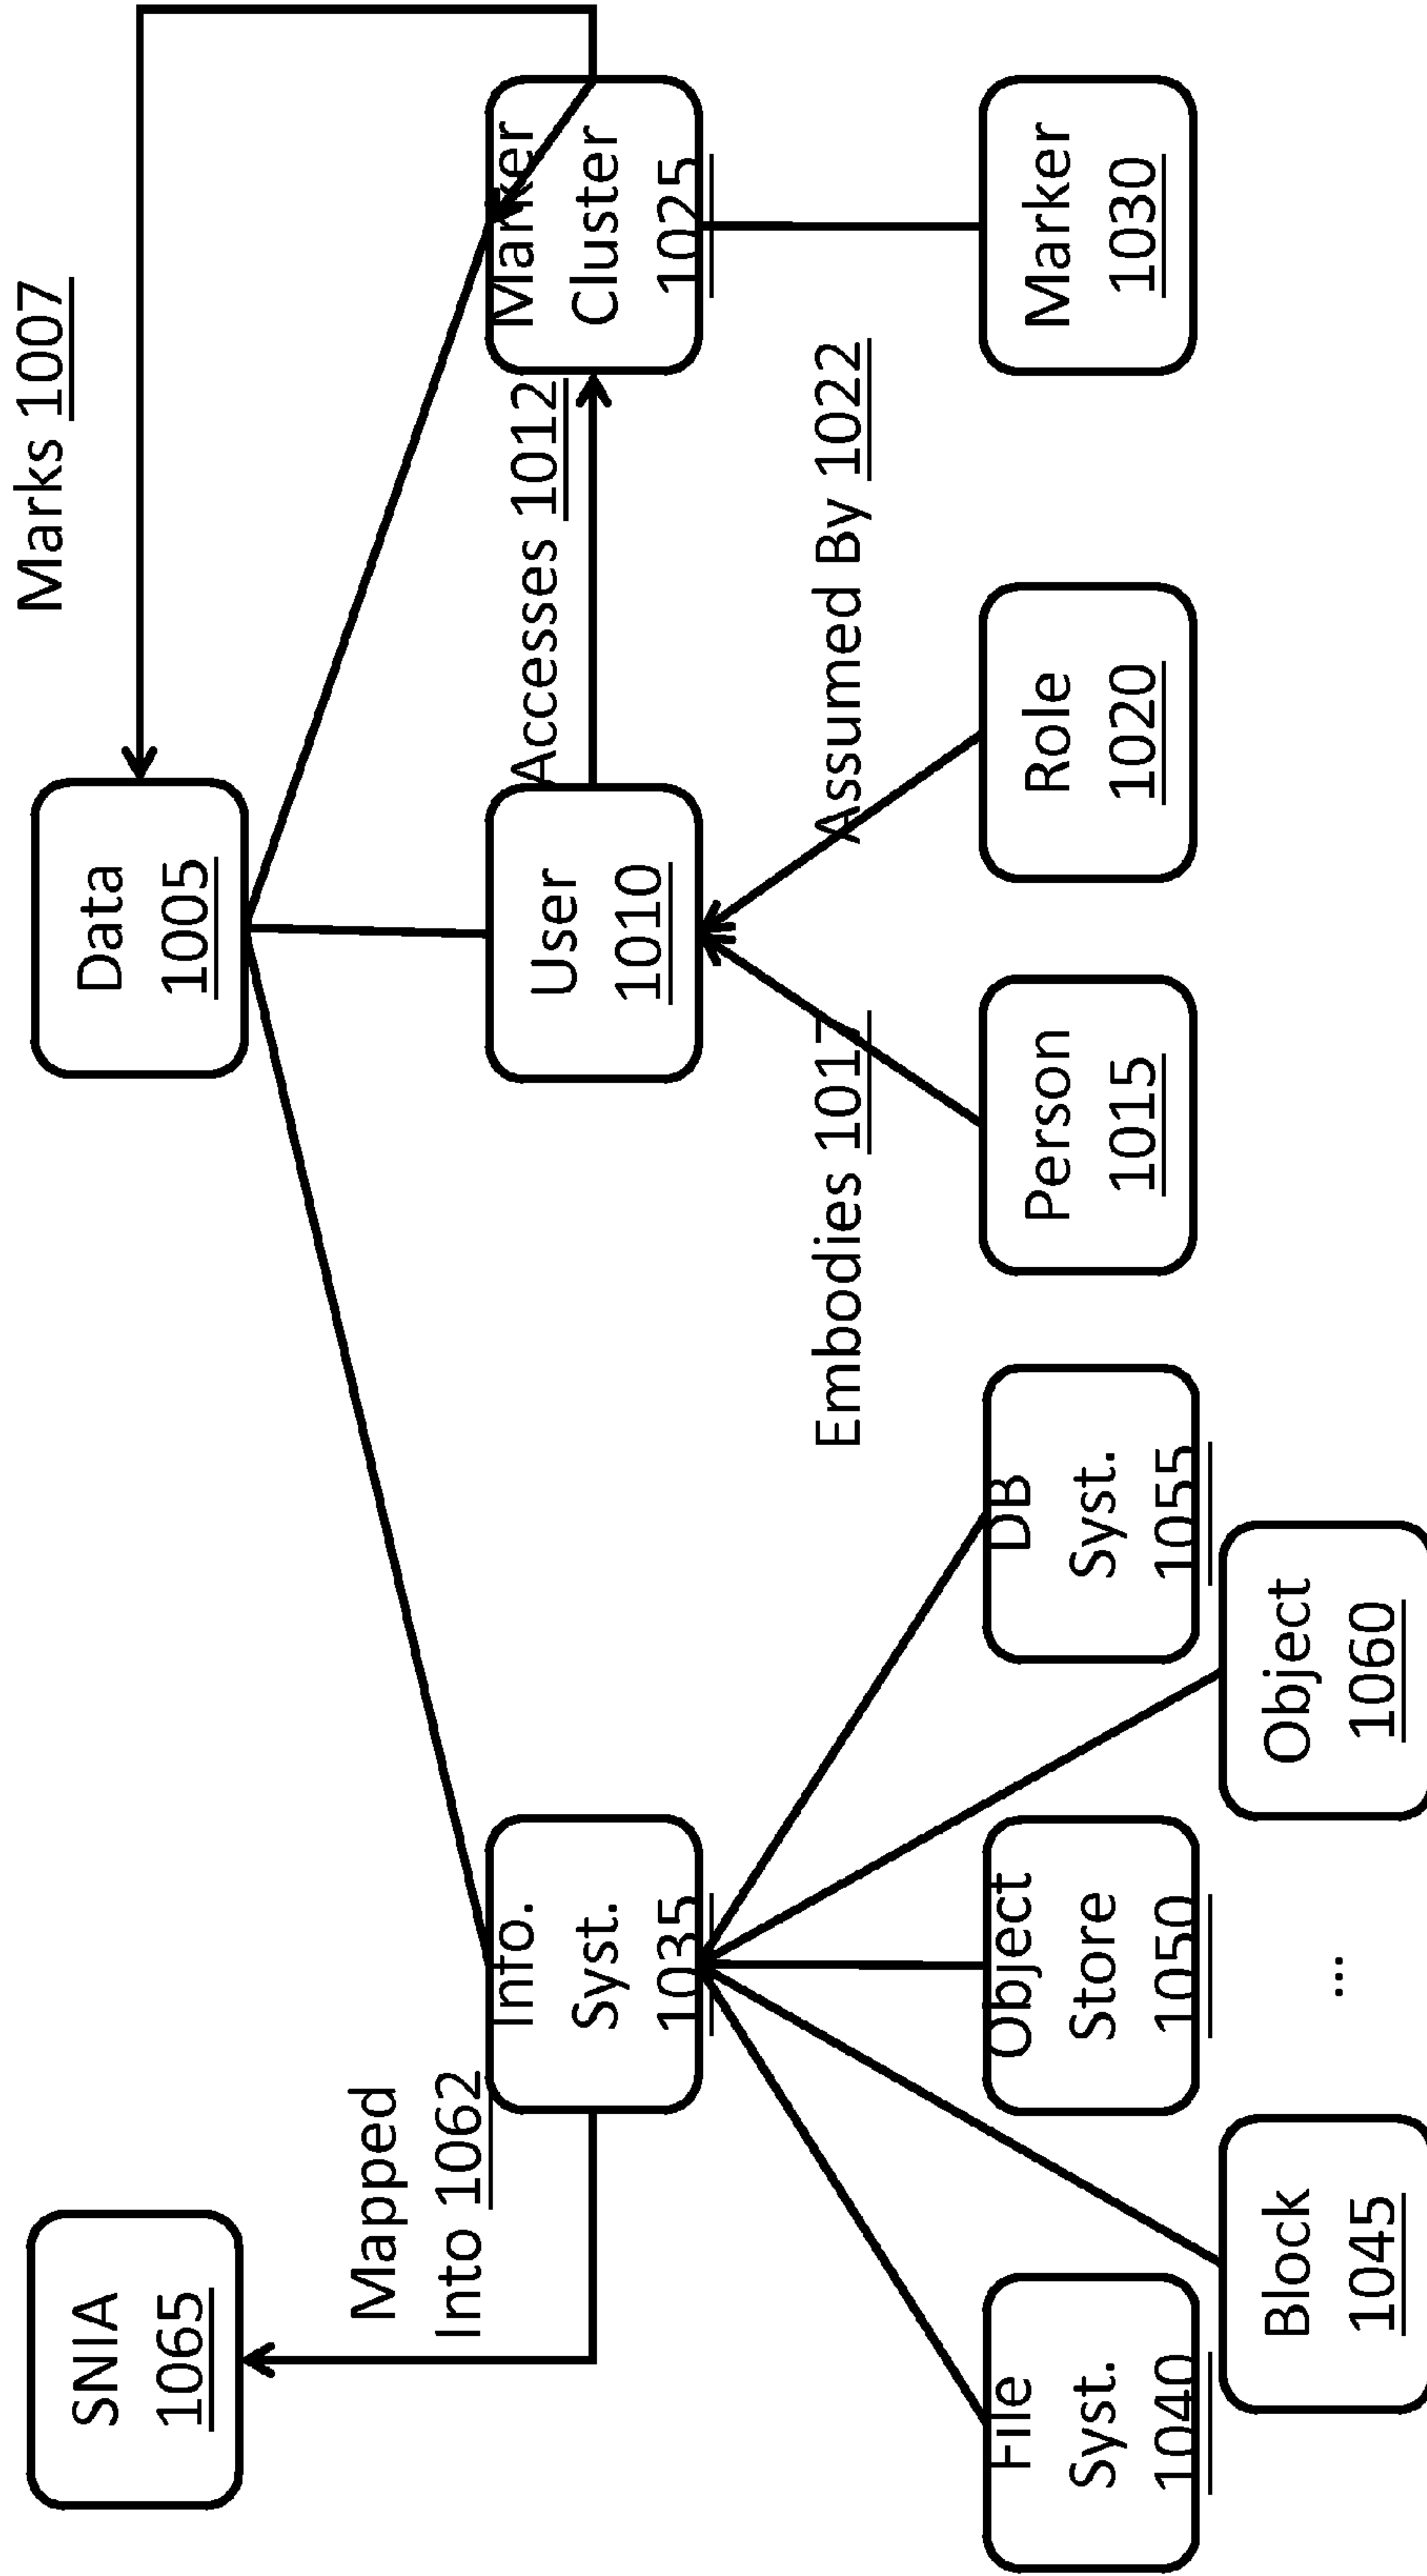 Marks 1007
SNIA
1065
Data
1005
Mapped
Into 1062
Info.
Syst.
1035
User
1010
Accesses 1012
Marker
Cluster
1025
Embodies 1017
Assumed By 1022
File
Syst.
1040
Object
Store
1050
DB
Syst.
1055
Person
1015
Role
1020
Marker
1030
Block
1045
...
Object
1060